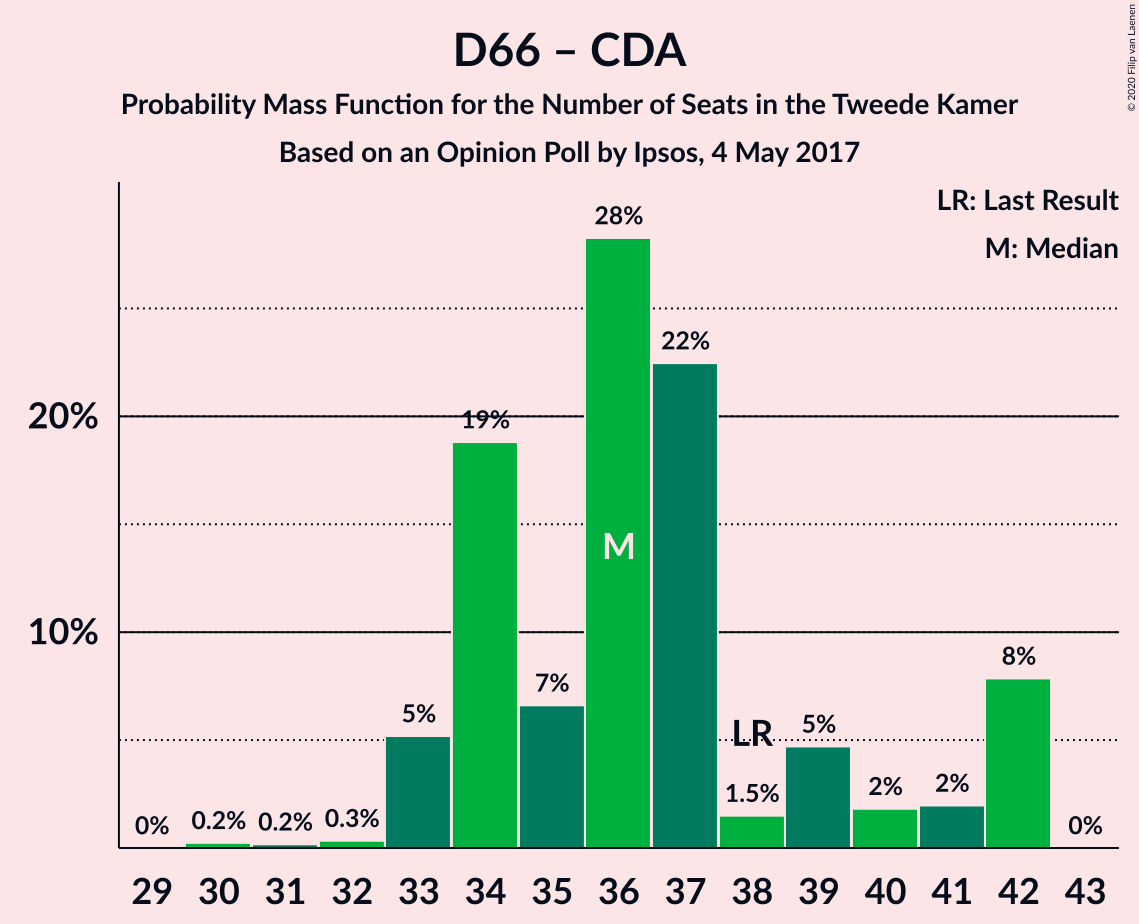 D66 – CDA
Probability Mass Function for the Number of Seats in the Tweede Kamer
Based on an Opinion Poll by Ipsos, 4 May 2017
© 2020 Filip van Laenen
LR: Last Result
M: Median
28%
22%
20%
19%
M
10%
8%
7%
5%
LR
5%
1.5%
2%
2%
0%
0.2%
0.2%
0.3%
0%
29 30 31 32 33 34 35 36 37 38 39 40 41 42 43